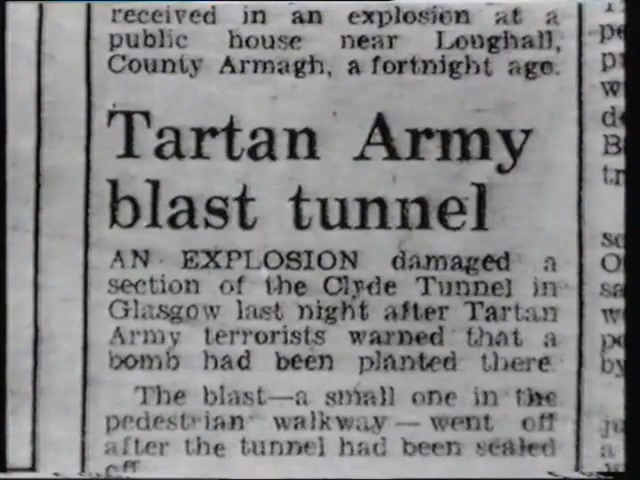 received in an explosion at a
public house near Loughall,
County Armagh, a fortnight ago.
Tartan Army
blast tunnel
AN EXPLOSION damaged a
section of the Clyde Tunnel in
Glasgow last night after Tartan
Army terrorists warned that a
bomb had been planted there
The blast—a small one in the
pedestrian walkway — went off
after the tunnel had been sealed
off